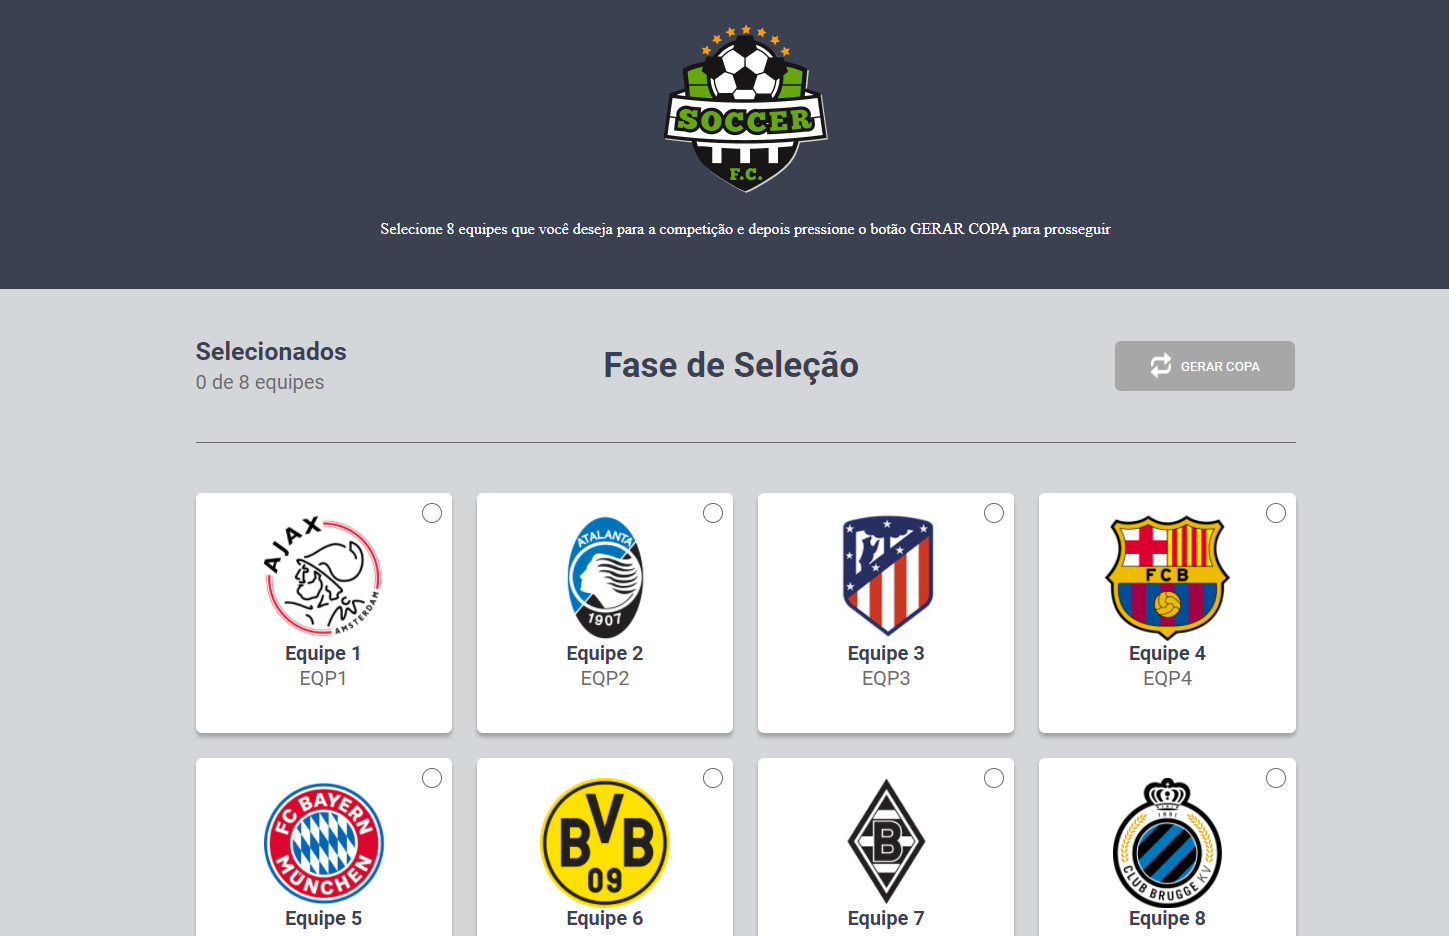 SOCCER
F.C.
Selecione 8 equipes que você deseja para a competição e depois pressione o botão GERAR COPA para prosseguir
Selecionados
0 de 8 equipes
Fase de Seleção
GERAR COPA
AJAX
AMSTERDAM
Equipe 1
EQP1
ATALANTA
1907
Equipe 2
EQP2
Equipe 3
EQP3
FCB
Equipe 4
EQP4
FC BAYERN
MÜNCHEN
Equipe 5
BVB
09
Equipe 6
B
Equipe 7
1891
CLUB BRUGGE KV
Equipe 8